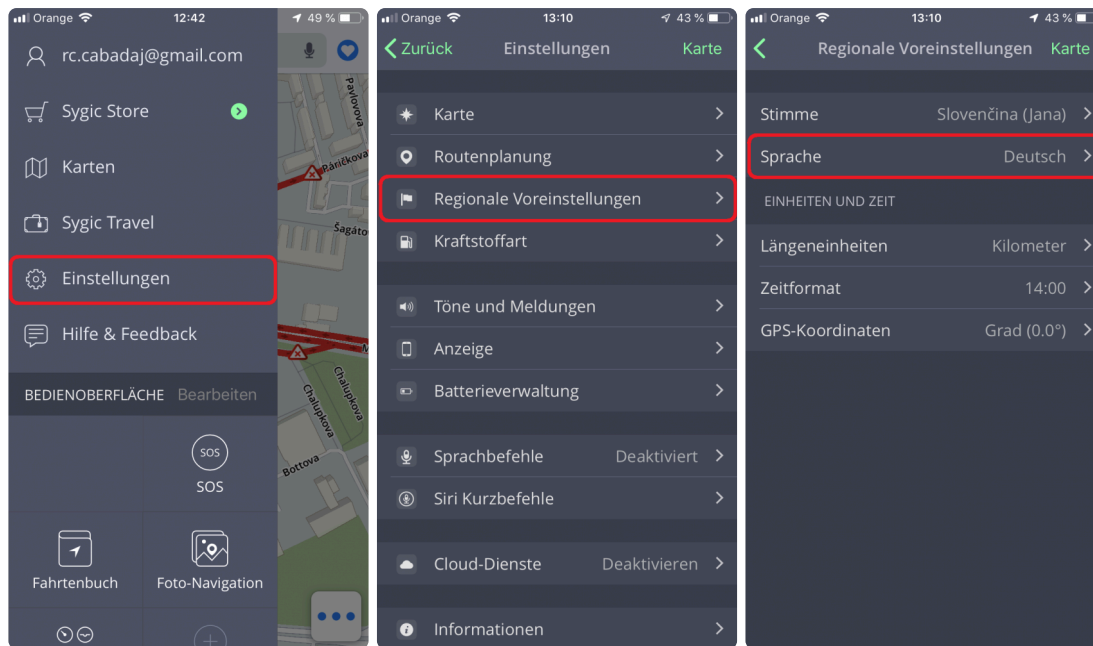 Orange 12:42 49 %
rc.cabadaj@gmail.com
Sygic Store
Karten
Sygic Travel
Einstellungen
Hilfe & Feedback
BEDIENOBERFLÄCHE Bearbeiten
SOS
SOS
Fahrtenbuch Foto-Navigation
Pavlovova
Páričkova
Šagáto
Chalupkova
Chalupkova
Bottova
Orange 13:10 43 %
Zurück Einstellungen Karte
Karte
Routenplanung
Regionale Voreinstellungen
Kraftstoffart
Töne und Meldungen
Anzeige
Batterieverwaltung
Sprachbefehle Deaktiviert
Siri Kurzbefehle
Cloud-Dienste Deaktivieren
Informationen
Orange 13:10 43 %
Regionale Voreinstellungen Karte
Stimme Slovenčina (Jana)
Sprache Deutsch
EINHEITEN UND ZEIT
Längeneinheiten Kilometer
Zeitformat 14:00
GPS-Koordinaten Grad (0.0°)